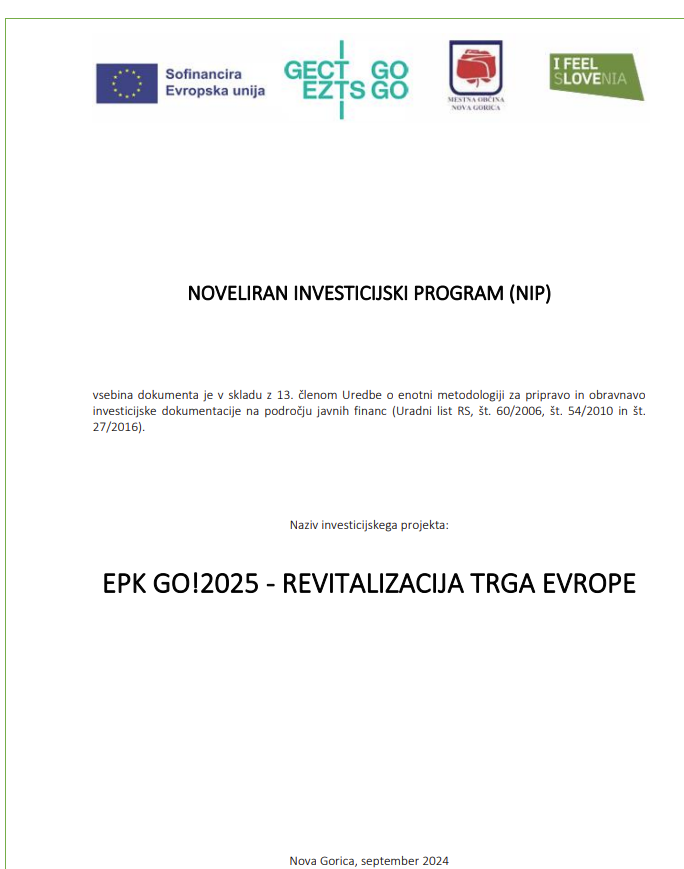 Sofinancira
Evropska unija
GECT GO
EZTS GO
MESTNA OBČINA
NOVA GORICA
I FEEL
SLOVENIA
NOVELIRAN INVESTICIJSKI PROGRAM (NIP)
vsebina dokumenta je v skladu z 13. členom Uredbe o enotni metodologiji za pripravo in obravnavo
investicijske dokumentacije na področju javnih financ (Uradni list RS, št. 60/2006, št. 54/2010 in št.
27/2016).
Naziv investicijskega projekta:
EPK GO!2025 - REVITALIZACIJA TRGA EVROPE
Nova Gorica, september 2024